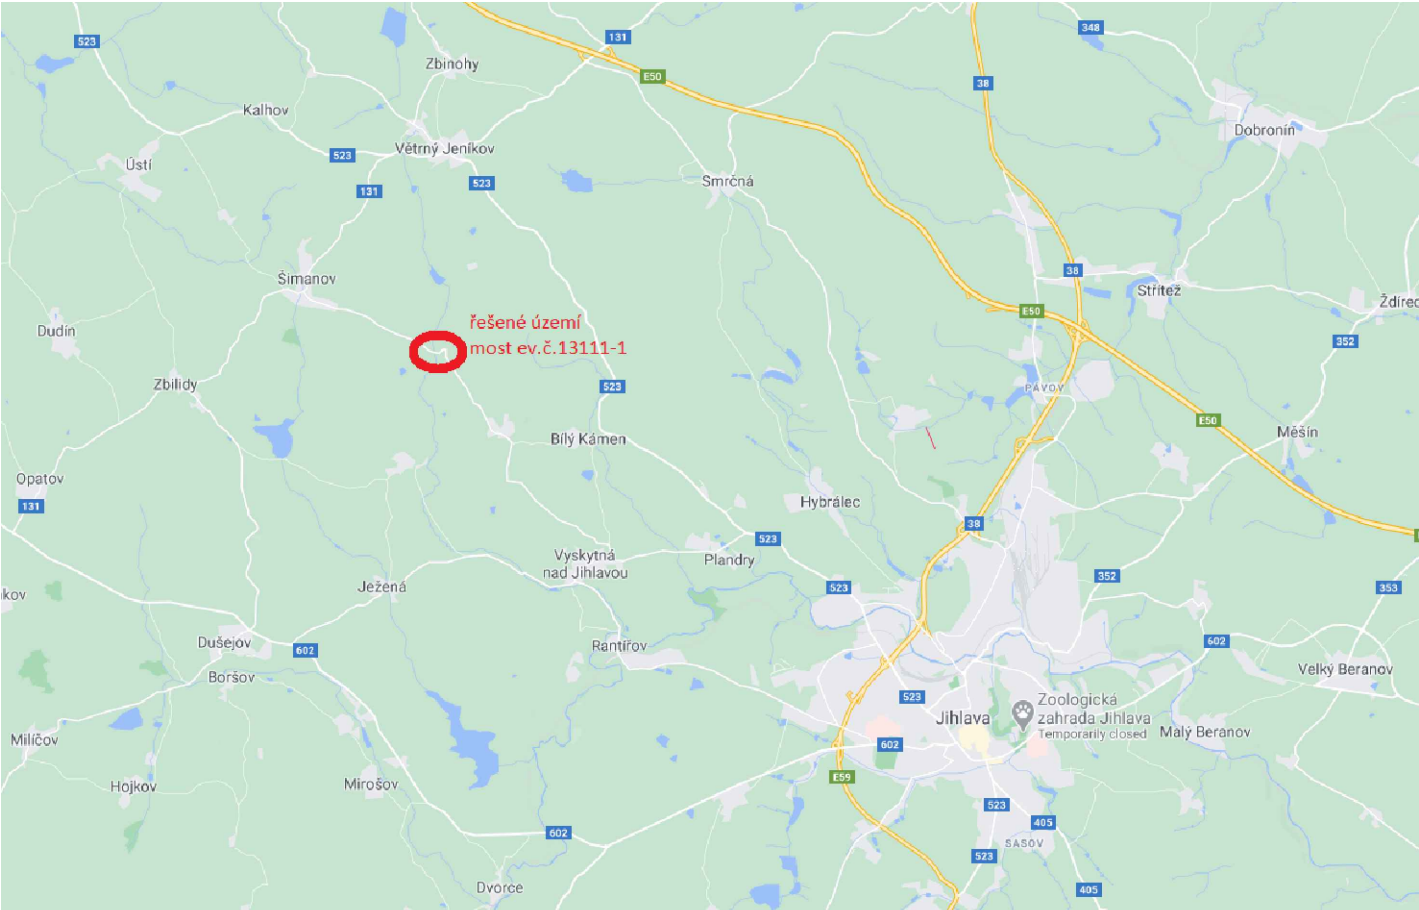 523
131
348
Zbinohy
E50
38
Kalhov
Dobronín
Větrný Jeníkov
523
Ústí
523
131
Smrčná
38
Šimanov
Střítež
Ždírec
E50
řešené území
most ev.č.13111-1
Dudín
352
Zbilidy
523
PÁVOV
E50
Měšín
Bílý Kámen
Opatov
131
Hybrálec
38
523
Vyskytná
nad Jihlavou
Plandry
Ježená
523
352
353
kov
Dušejov
602
Rantířov
602
Boršov
Velký Beranov
523
Zoologická
zahrada Jihlava
Temporarily closed
Jihlava
Malý Beranov
Milíčov
602
E59
Hojkov
Mirošov
523
405
602
SASOV
523
Dvorce
405